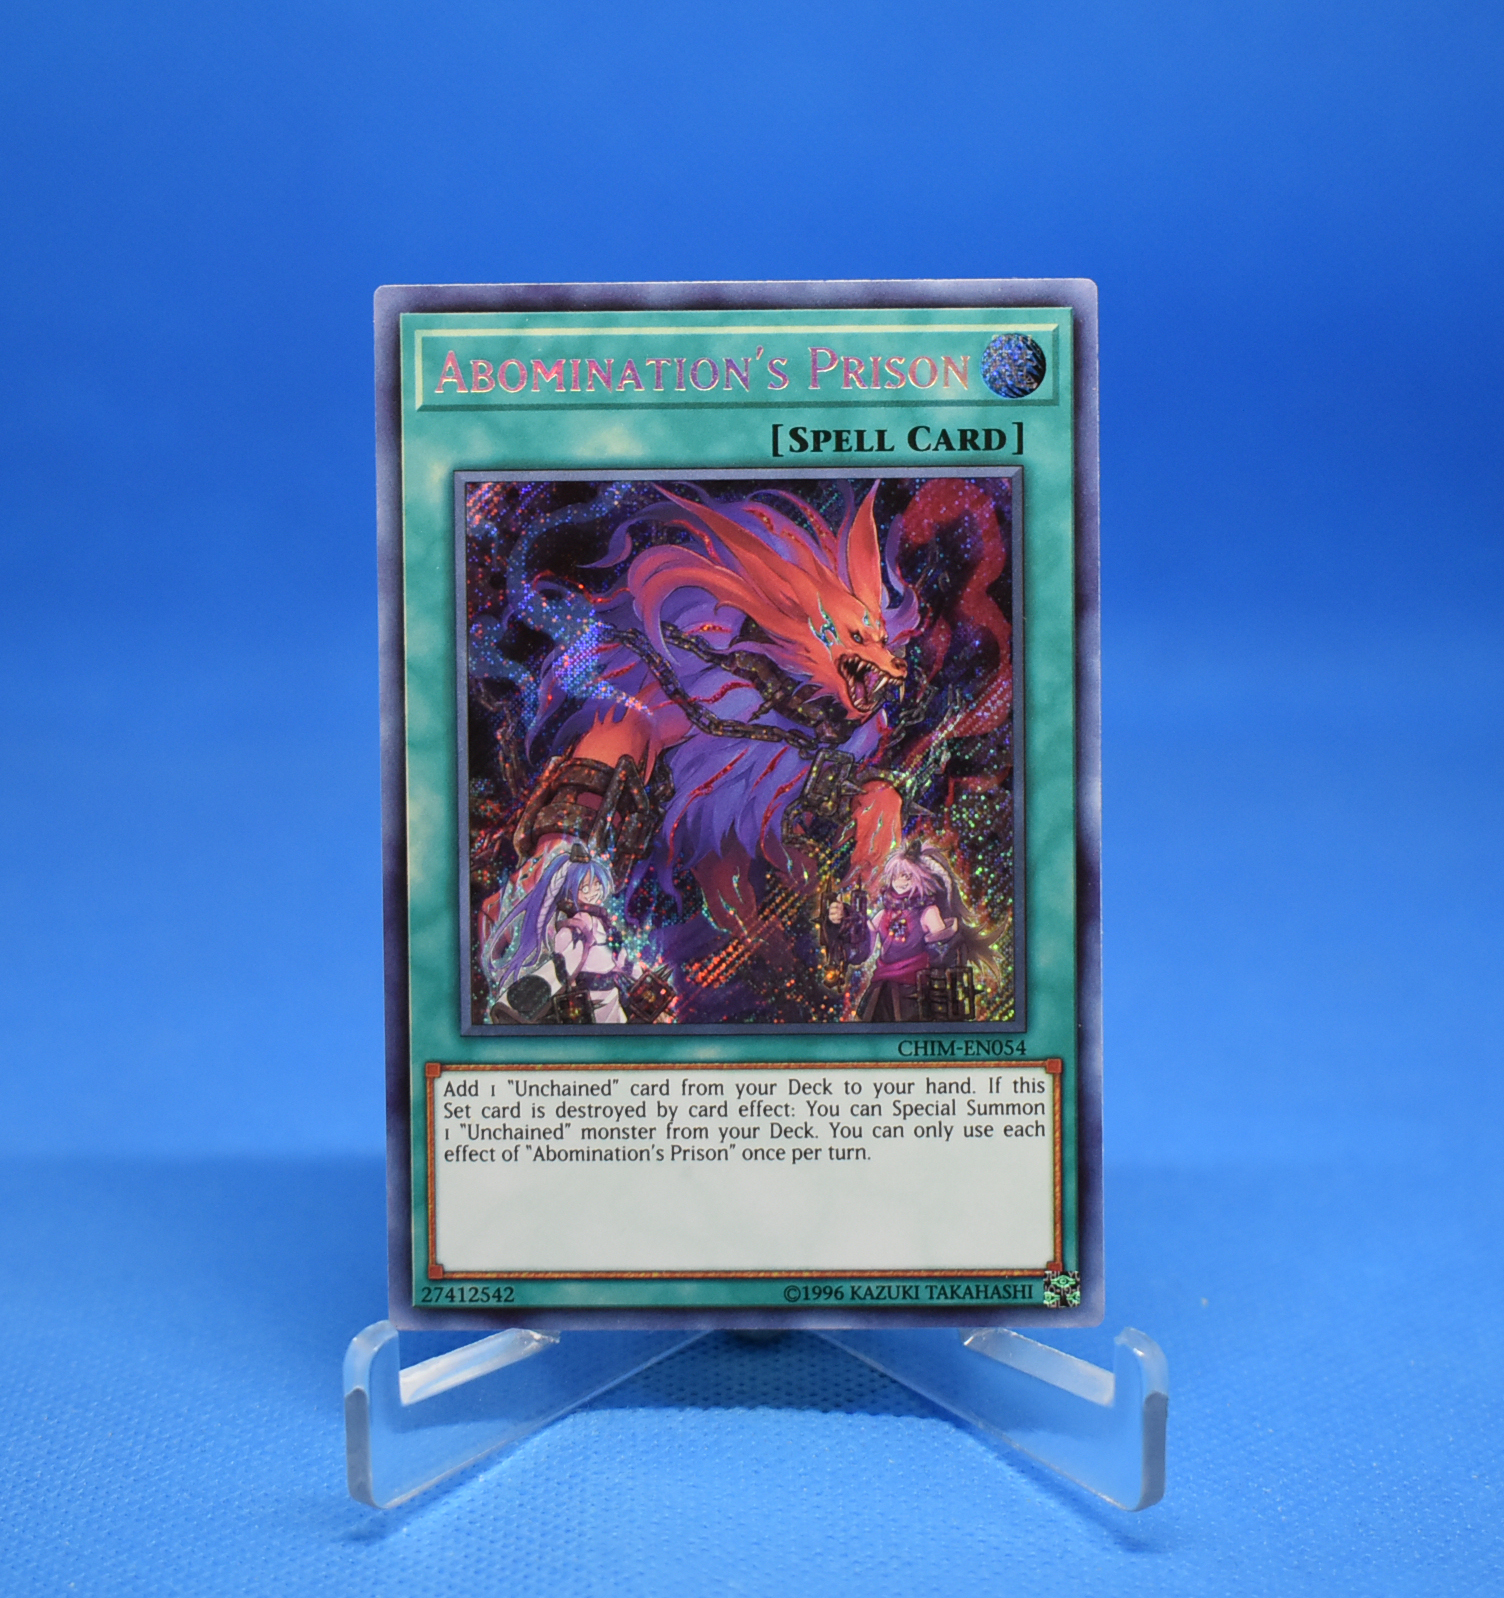 Abomination's Prison
[Spell Card]
CHIM-EN054
Add 1 "Unchained" card from your Deck to your hand. If this
Set card is destroyed by card effect: You can Special Summon
1 "Unchained" monster from your Deck. You can only use each
effect of "Abomination's Prison" once per turn.
27412542
©1996 KAZUKI TAKAHASHI